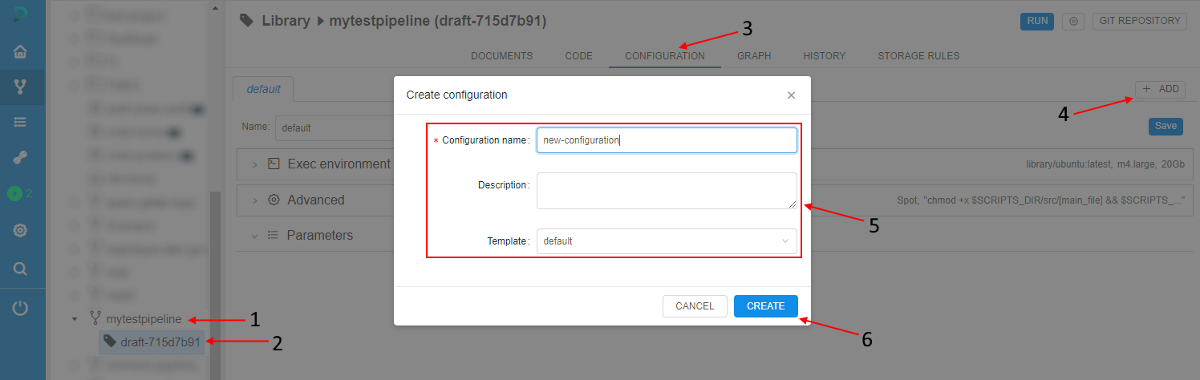 Library mytestpipeline (draft-715d7b91)
RUN
GIT REPOSITORY
3
DOCUMENTS CODE CONFIGURATION GRAPH HISTORY STORAGE RULES
default
+ ADD
4
Name: default
Save
Create configuration
* Configuration name: new-configuration
Description:
Template: default
CANCEL CREATE
5
6
> Exec environment
library/ubuntu:latest, m4.large, 20Gb
> Advanced
Spot, "chmod +x $SCRIPTS_DIR/src/[main_file] && $SCRIPTS_..."
Parameters
2
mytestpipeline
1
draft-715d7b91
2